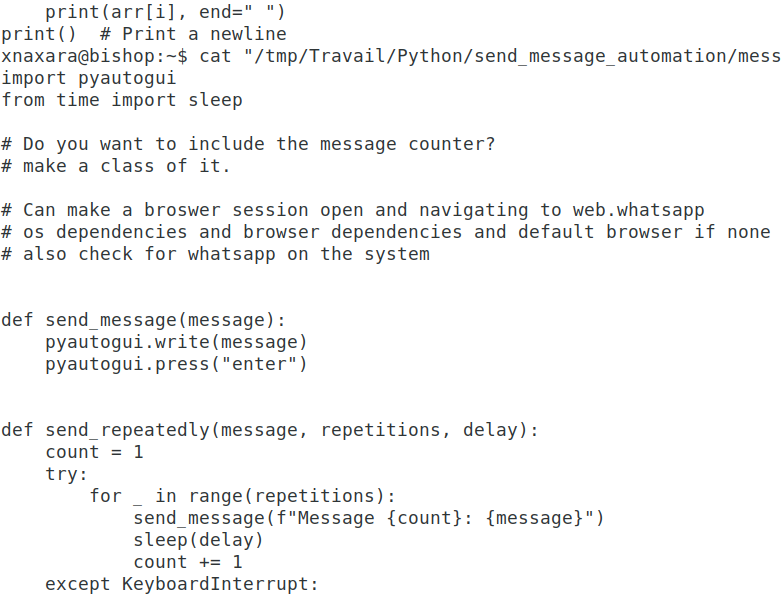 print(arr[i], end=" ")
print()  # Print a newline
xnaxara@bishop:~$ cat "/tmp/Travail/Python/send_message_automation/mess
import pyautogui
from time import sleep

# Do you want to include the message counter?
# make a class of it.

# Can make a broswer session open and navigating to web.whatsapp
# os dependencies and browser dependencies and default browser if none
# also check for whatsapp on the system


def send_message(message):
    pyautogui.write(message)
    pyautogui.press("enter")


def send_repeatedly(message, repetitions, delay):
    count = 1
    try:
        for _ in range(repetitions):
            send_message(f"Message {count}: {message}")
            sleep(delay)
            count += 1
    except KeyboardInterrupt: